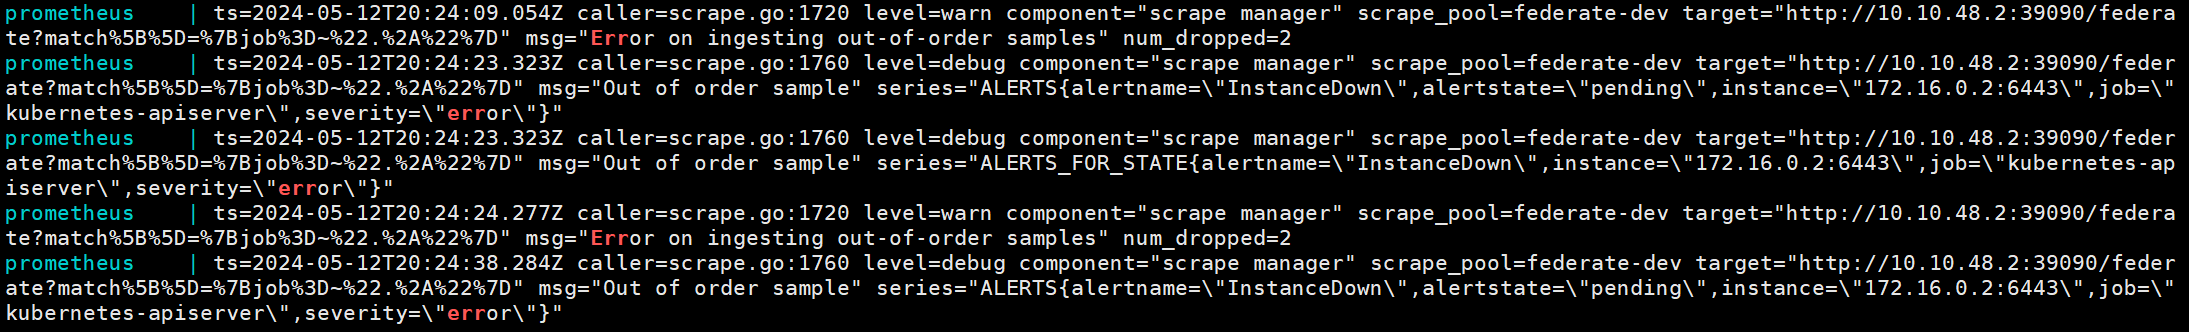 prometheus    | ts=2024-05-12T20:24:09.054Z caller=scrape.go:1720 level=warn component="scrape manager" scrape_pool=federate-dev target="http://10.10.48.2:39090/federa
te?match%5B%5D=%7Bjob%3D~%22.%2A%22%7D" msg="Error on ingesting out-of-order samples" num_dropped=2
prometheus    | ts=2024-05-12T20:24:23.323Z caller=scrape.go:1760 level=debug component="scrape manager" scrape_pool=federate-dev target="http://10.10.48.2:39090/feder
ate?match%5B%5D=%7Bjob%3D~%22.%2A%22%7D" msg="Out of order sample" series="ALERTS{alertname=\"InstanceDown\",alertstate=\"pending\",instance=\"172.16.0.2:6443\",job=\"
kubernetes-apiserver\",severity=\"error\"}"
prometheus    | ts=2024-05-12T20:24:23.323Z caller=scrape.go:1760 level=debug component="scrape manager" scrape_pool=federate-dev target="http://10.10.48.2:39090/feder
ate?match%5B%5D=%7Bjob%3D~%22.%2A%22%7D" msg="Out of order sample" series="ALERTS_FOR_STATE{alertname=\"InstanceDown\",instance=\"172.16.0.2:6443\",job=\"kubernetes-ap
iserver\",severity=\"error\"}"
prometheus    | ts=2024-05-12T20:24:24.277Z caller=scrape.go:1720 level=warn component="scrape manager" scrape_pool=federate-dev target="http://10.10.48.2:39090/federa
te?match%5B%5D=%7Bjob%3D~%22.%2A%22%7D" msg="Error on ingesting out-of-order samples" num_dropped=2
prometheus    | ts=2024-05-12T20:24:38.284Z caller=scrape.go:1760 level=debug component="scrape manager" scrape_pool=federate-dev target="http://10.10.48.2:39090/feder
ate?match%5B%5D=%7Bjob%3D~%22.%2A%22%7D" msg="Out of order sample" series="ALERTS{alertname=\"InstanceDown\",alertstate=\"pending\",instance=\"172.16.0.2:6443\",job=\"
kubernetes-apiserver\",severity=\"error\"}"